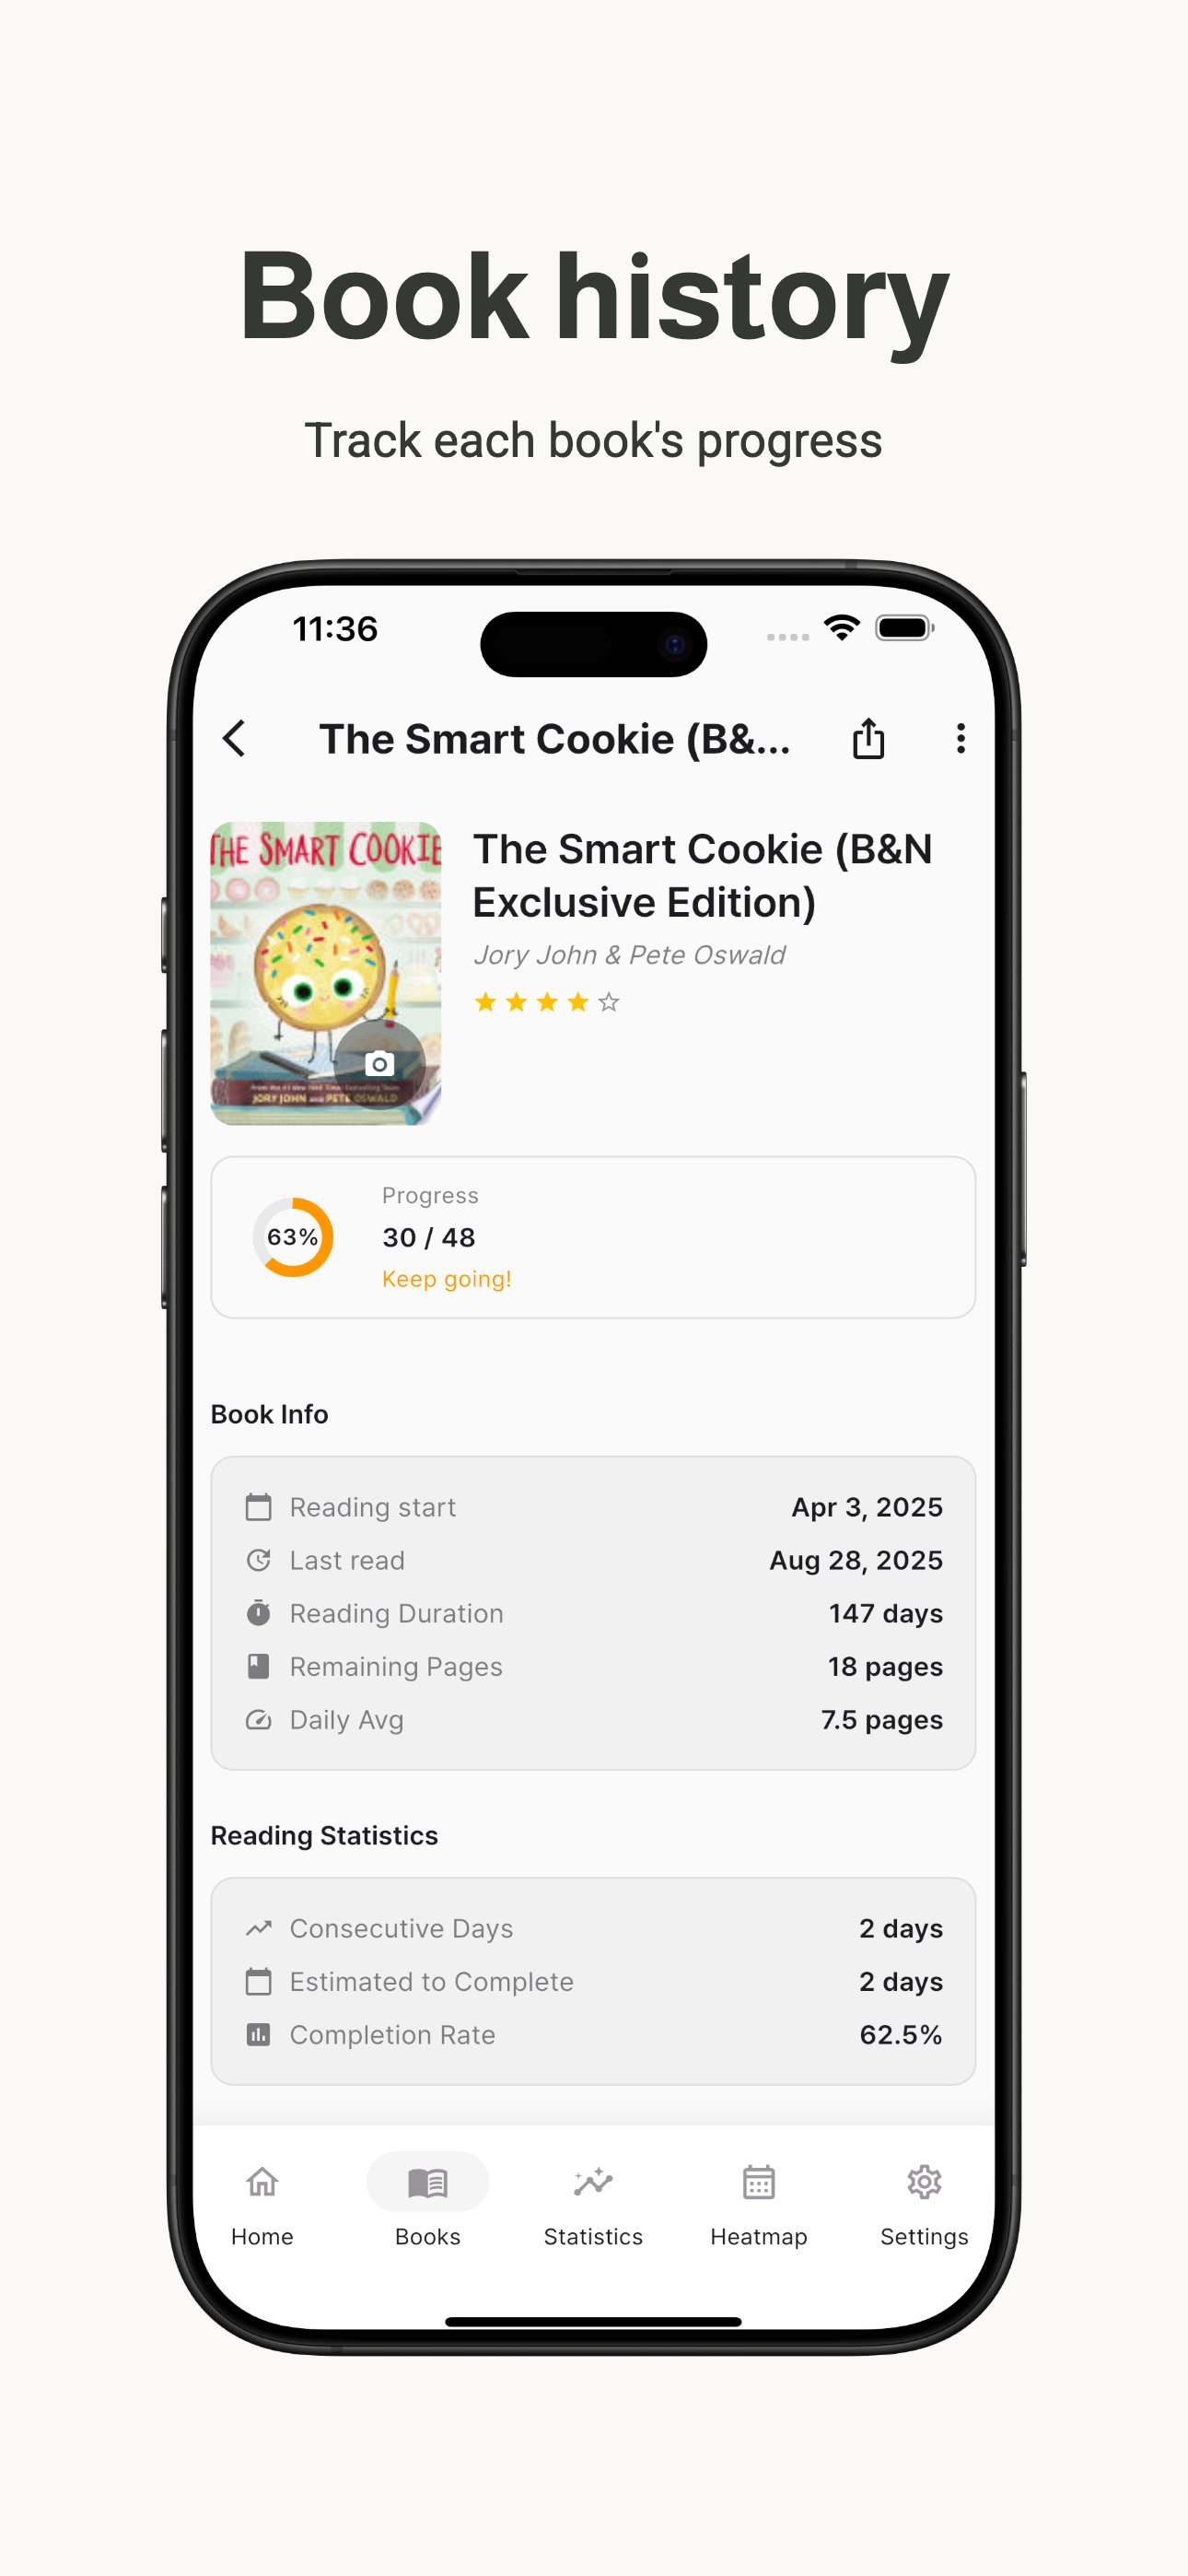 Book history
Track each book's progress
11:36
The Smart Cookie (B&...
THE SMART COOKIE
The Smart Cookie (B&N
Exclusive Edition)
Jory John & Pete Oswald
JORY JOHN and PETE OSWALD
63%
Progress
30 / 48
Keep going!
Book Info
Reading start
Apr 3, 2025
Last read
Aug 28, 2025
Reading Duration
147 days
Remaining Pages
18 pages
Daily Avg
7.5 pages
Reading Statistics
Consecutive Days
2 days
Estimated to Complete
2 days
Completion Rate
62.5%
Home
Books
Statistics
Heatmap
Settings